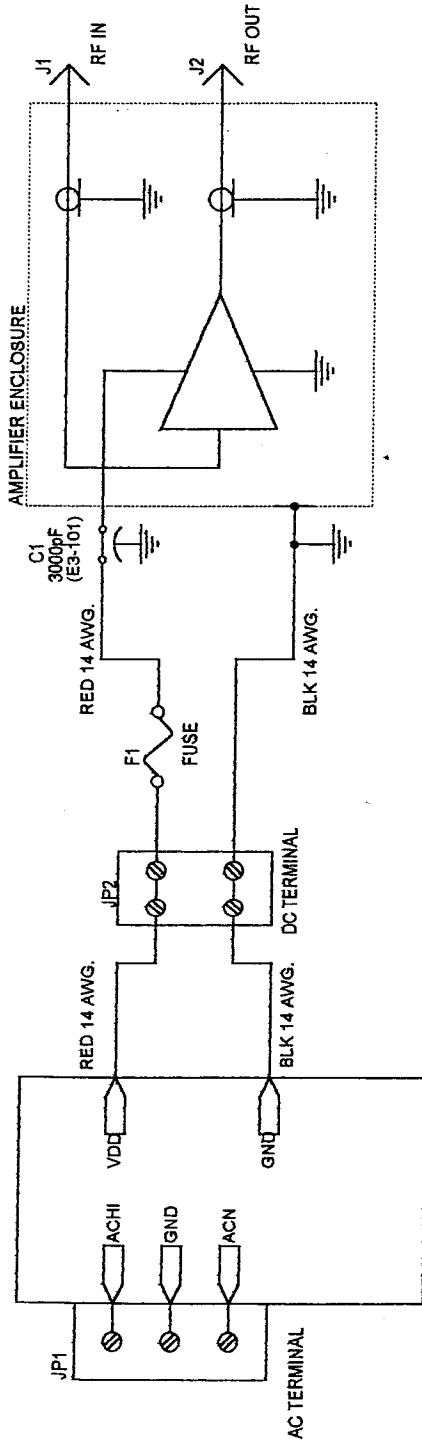 J1
RF IN
J2
RF OUT
AMPLIFIER ENCLOSURE
C1
3000pF
(E3-101)
RED 14 AWG.
BLK 14 AWG.
F1
FUSE
JP2
DC TERMINAL
RED 14 AWG.
BLK 14 AWG.
VDD
GND
ACHI
GND
ACN
JP1
AC TERMINAL